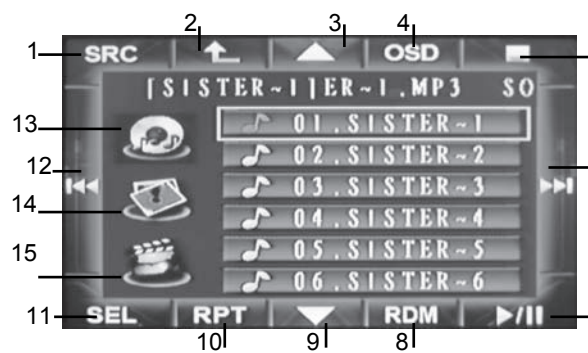 1 2 3 4
SRC OSD
[SISTER~1]ER~1.MP3 SO
13 01.SISTER~1
02.SISTER~2
12 03.SISTER~3
14 04.SISTER~4
15 05.SISTER~5
06.SISTER~6
11 SEL RPT RDM
10 9 8